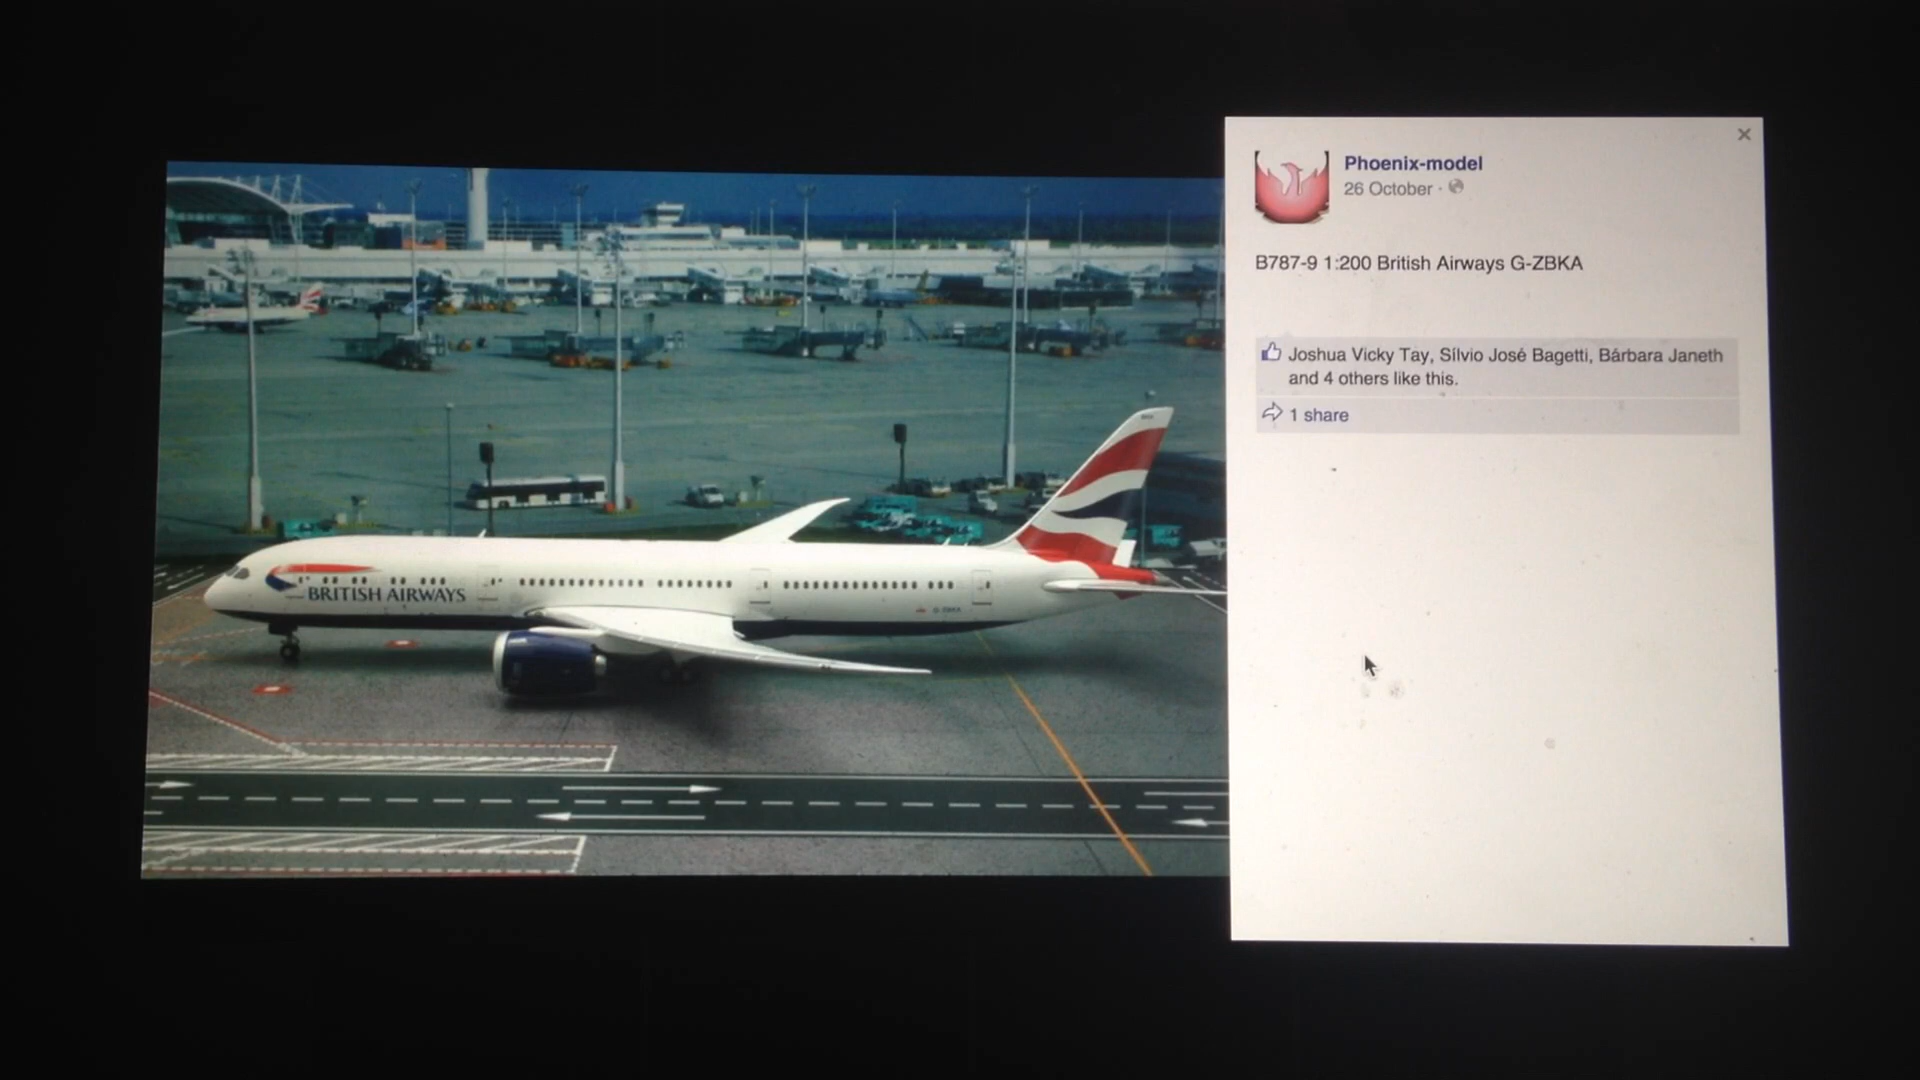 Phoenix-model
26 October
B787-9 1:200 British Airways G-ZBKA
Joshua Vicky Tay, Sílvio José Bagetti, Bárbara Janeth
and 4 others like this.
1 share
BRITISH AIRWAYS
G-ZBKA